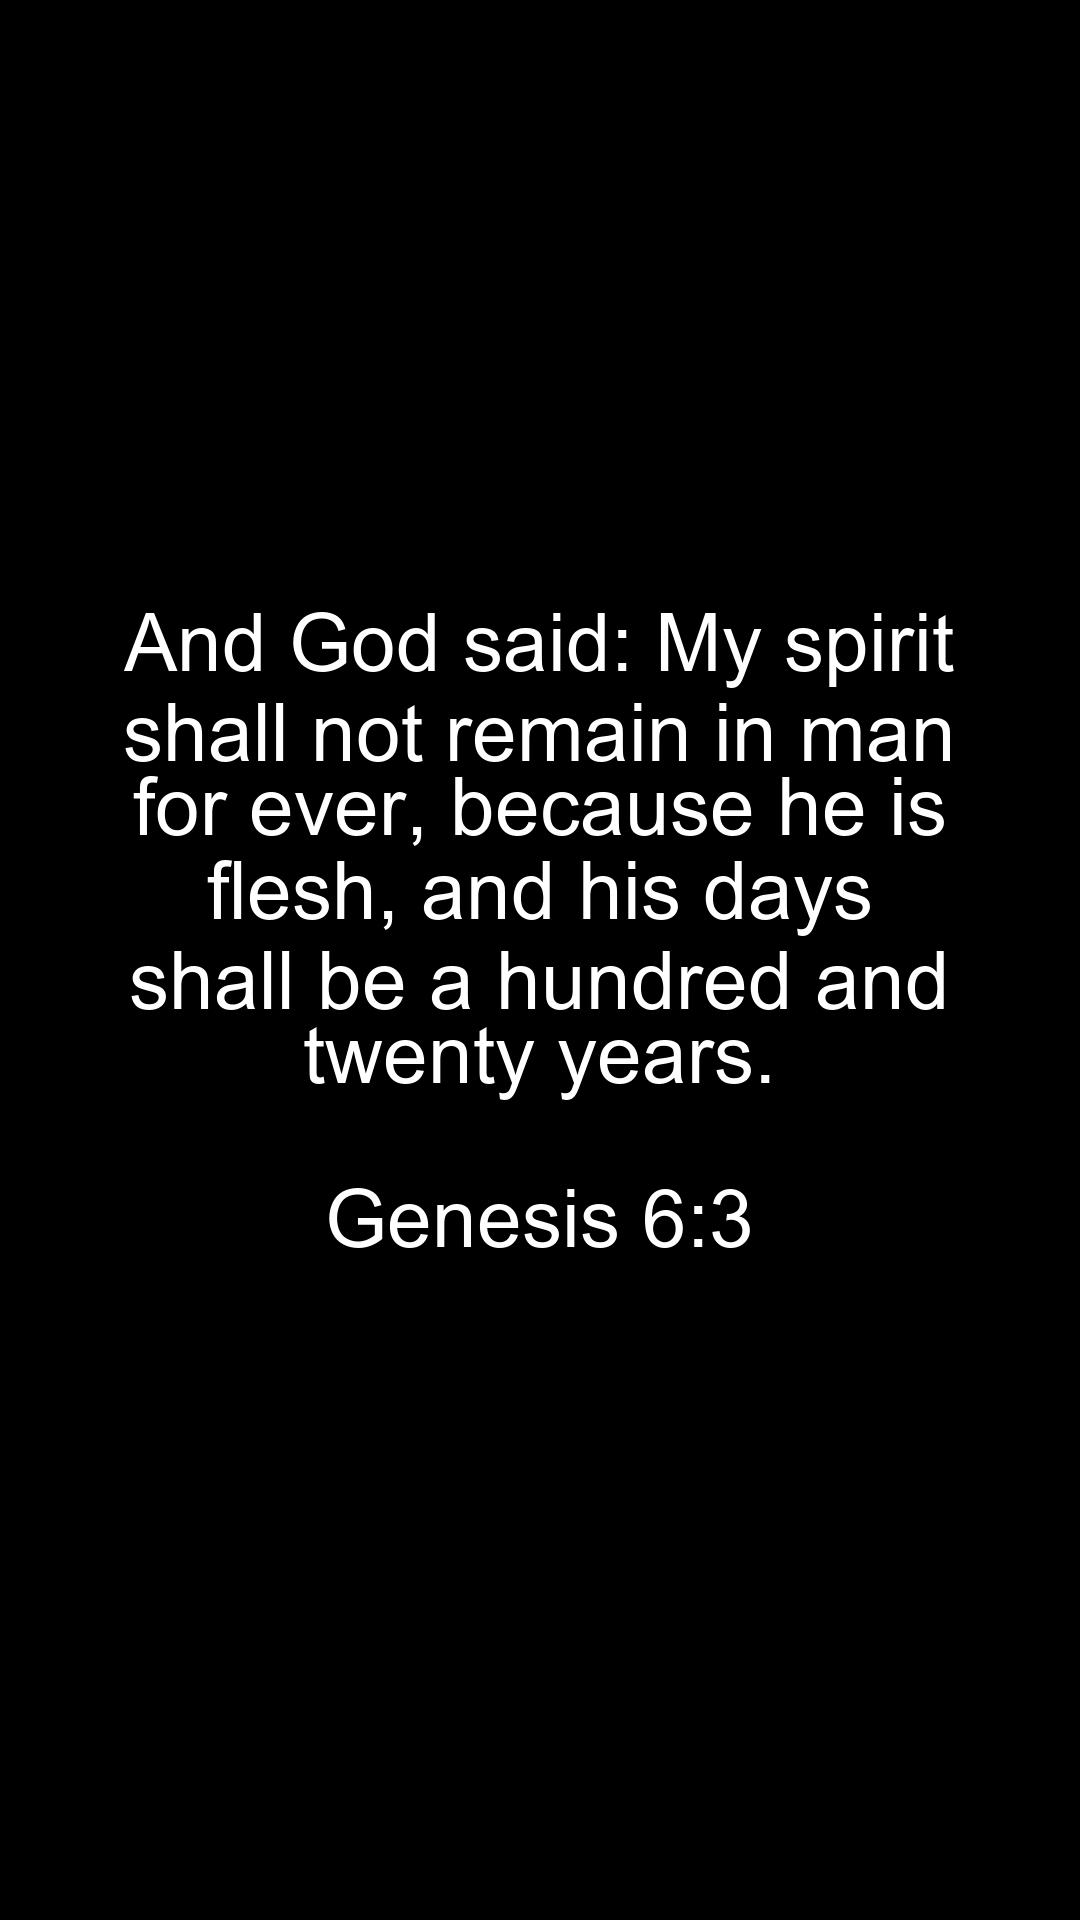 And God said: My spirit
shall not remain in man
for ever, because he is
flesh, and his days
shall be a hundred and
twenty years.
Genesis 6:3